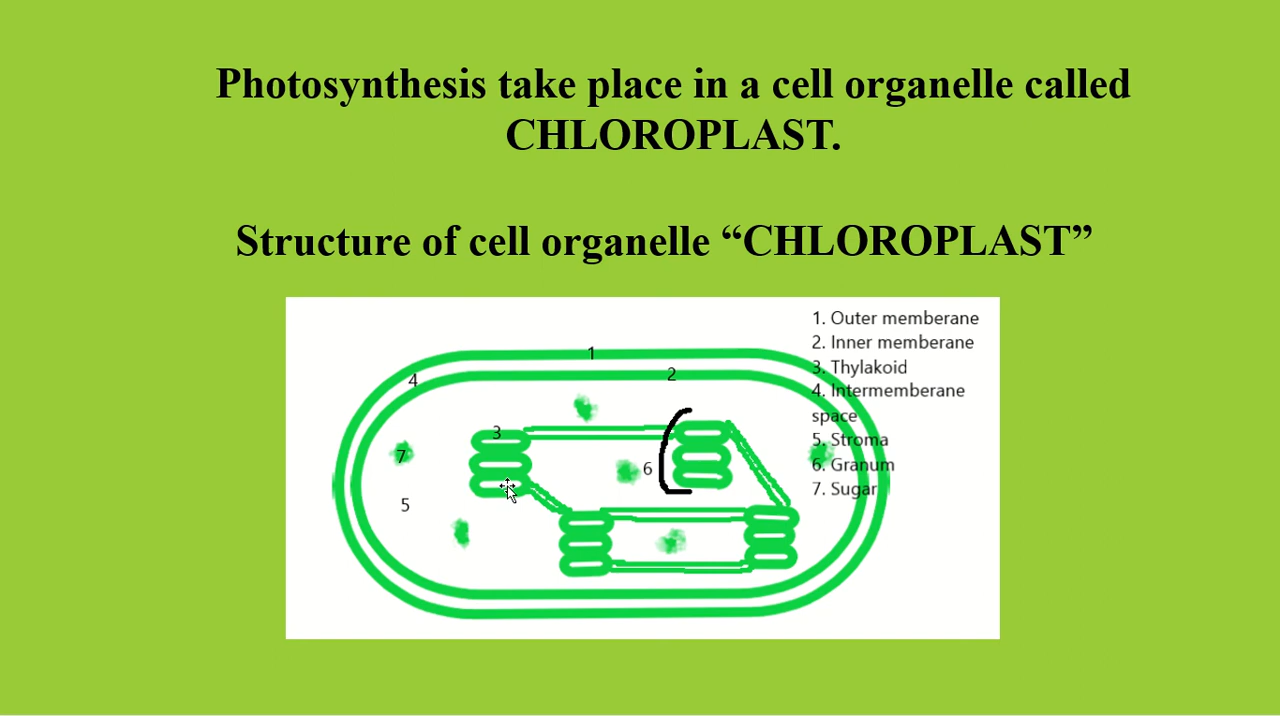 Photosynthesis take place in a cell organelle called
CHLOROPLAST.
Structure of cell organelle “CHLOROPLAST”
1. Outer memberane
2. Inner memberane
3. Thylakoid
4. Intermemberane
space
5. Stroma
6. Granum
7. Sugar
1
2
4
3
7
6
5